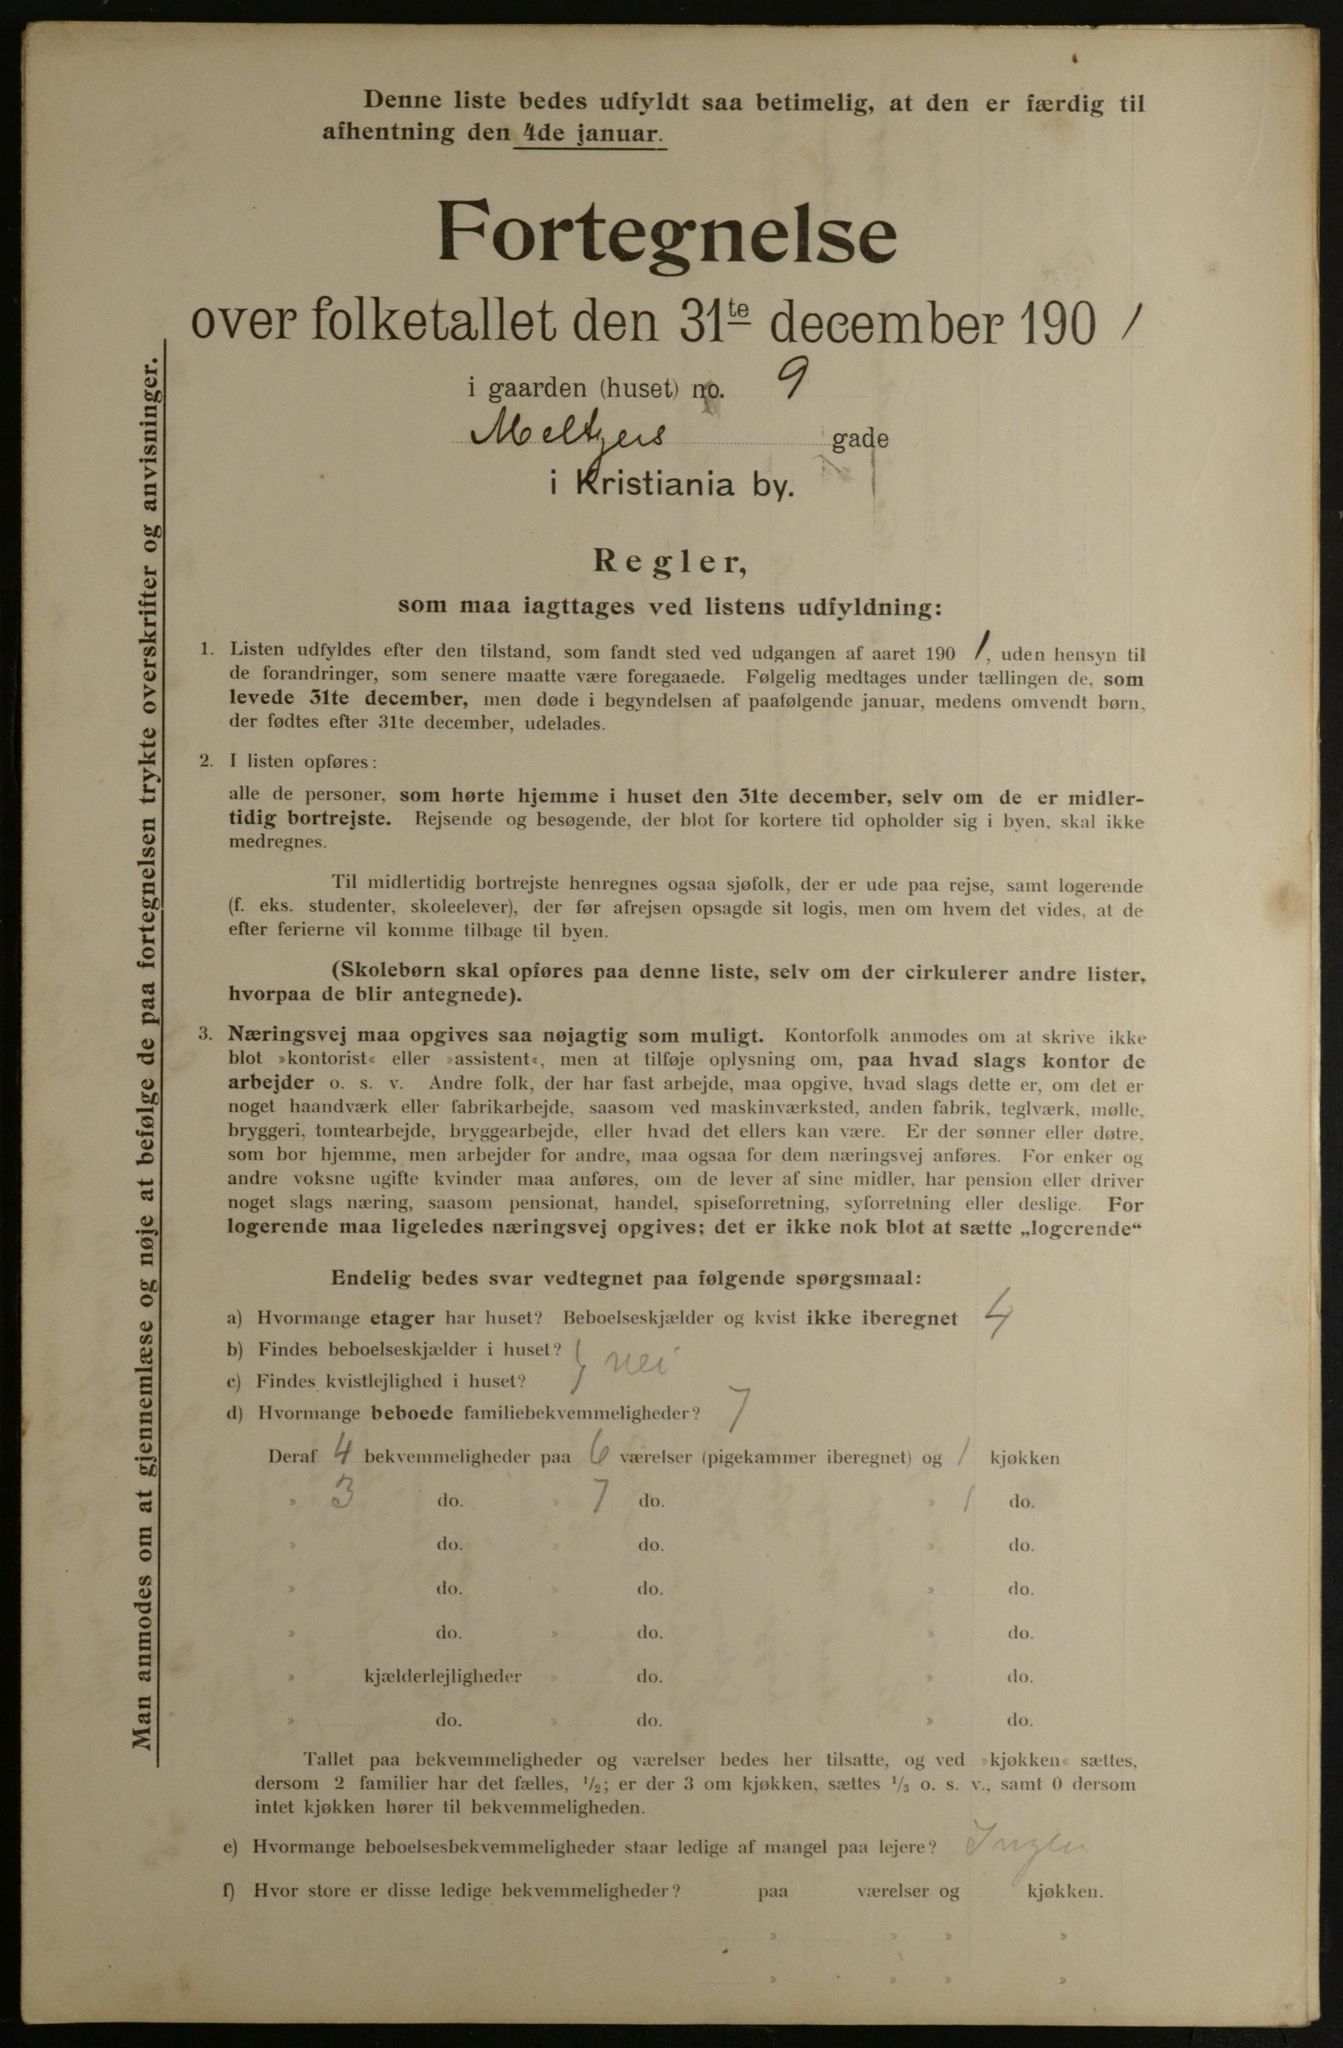 Denne liste bedes udfyldt saa betimelig, at den er færdig til
afhentning den 4de januar.
Fortegnelse
over folketallet den 31te december 1901
i gaarden (huset) no. 9
Meltzers gade
i Kristiania by.
Regler,
som maa iagttages ved listens udfyldning:
1. Listen udfyldes efter den tilstand, som fandt sted ved udgangen af aaret 1901, uden hensyn til
de forandringer, som senere maatte være foregaaede. Følgelig medtages under tællingen de, som
levede 31te december, men døde i begyndelsen af paafølgende januar, medens omvendt børn,
der fødtes efter 31te december, udelades.
2. I listen opføres:
alle de personer, som hørte hjemme i huset den 31te december, selv om de er midler-
tidig bortrejste. Rejsende og besøgende, der blot for kortere tid opholder sig i byen, skal ikke
medregnes.
Til midlertidig bortrejste henregnes ogsaa sjøfolk, der er ude paa rejse, samt logerende
(f. eks. studenter, skoleelever), der før afrejsen opsagde sit logis, men om hvem det vides, at de
efter ferierne vil komme tilbage til byen.
(Skolebørn skal opføres paa denne liste, selv om der cirkulerer andre lister,
hvorpaa de blir antegnede).
3. Næringsvej maa opgives saa nøjagtig som muligt. Kontorfolk anmodes om at skrive ikke
blot »kontorist« eller »assistent«, men at tilføje oplysning om, paa hvad slags kontor de
arbejder o. s. v. Andre folk, der har fast arbejde, maa opgive, hvad slags dette er, om det er
noget haandværk eller fabrikarbejde, saasom ved maskinværksted, anden fabrik, teglværk, mølle,
bryggeri, tomtearbejde, bryggearbejde, eller hvad det ellers kan være. Er der sønner eller døtre,
som bor hjemme, men arbejder for andre, maa ogsaa for dem næringsvej anføres. For enker og
andre voksne ugifte kvinder maa anføres, om de lever af sine midler, har pension eller driver
noget slags næring, saasom pensionat, handel, spiseforretning, syforretning eller deslige. For
logerende maa ligeledes næringsvej opgives; det er ikke nok blot at sætte „logerende“
Endelig bedes svar vedtegnet paa følgende spørgsmaal:
a) Hvormange etager har huset? Beboelseskjælder og kvist ikke iberegnet 4
b) Findes beboelseskjælder i huset?
} nei
c) Findes kvistlejlighed i huset?
d) Hvormange beboede familiebekvemmeligheder? 7
Deraf 4 bekvemmeligheder paa 6 værelser (pigekammer iberegnet) og 1 kjøkken
» 3 do. » 7 do. » 1 do.
» do. » do. » do.
» do. » do. » do.
» do. » do. » do.
» kjælderlejligheder » do. » do.
» do. » do. » do.
Tallet paa bekvemmeligheder og værelser bedes her tilsatte, og ved »kjøkken« sættes,
dersom 2 familier har det fælles, 1/2; er der 3 om kjøkken, sættes 1/3 o. s. v., samt 0 dersom
intet kjøkken hører til bekvemmeligheden.
e) Hvormange beboelsesbekvemmeligheder staar ledige af mangel paa lejere? Ingen
f) Hvor store er disse ledige bekvemmeligheder? paa værelser og kjøkken.
» » » »
» » » »
Man anmodes om at gjennemlæse og nøje at befølge de paa fortegnelsen trykte overskrifter og anvisninger.